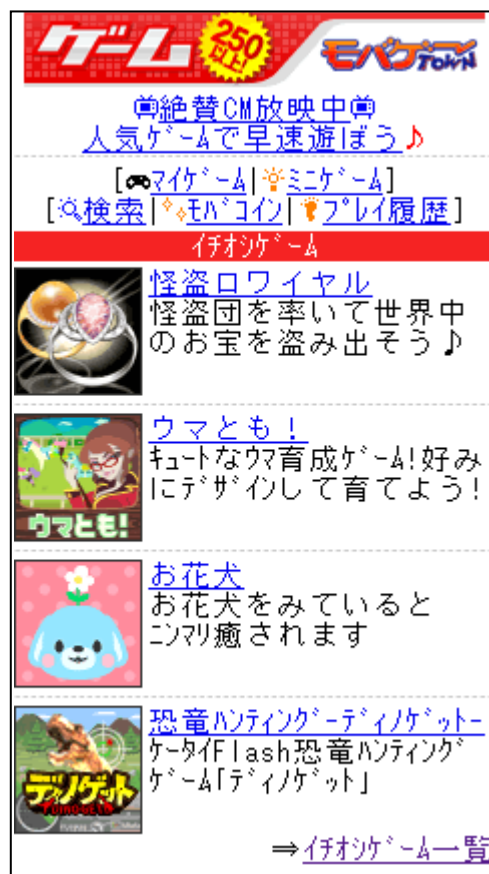 ゲーム 250以上! モバゲーTOWN
絶賛CM放映中
人気ｹﾞｰﾑで早速遊ぼう♪
[ﾏｲｹﾞｰﾑ|ﾐﾆｹﾞｰﾑ]
[検索|ﾓﾊﾞｺｲﾝ|ﾌﾟﾚｲ履歴]
ｲﾁｵｼｹﾞｰﾑ
怪盗ロワイヤル
怪盗団を率いて世界中
のお宝を盗み出そう♪
ウマとも！
ｷｭｰﾄなｳﾏ育成ｹﾞｰﾑ!好み
にﾃﾞｻﾞｲﾝして育てよう!
ウマとも!
お花犬
お花犬をみていると
ﾆﾝﾏﾘ癒されます
恐竜ﾊﾝﾃｨﾝｸﾞｰﾃﾞｨﾉｹﾞｯﾄｰ
ｹｰﾀｲFlash恐竜ﾊﾝﾃｨﾝｸﾞ
ｹﾞｰﾑ｢ﾃﾞｨﾉｹﾞｯﾄ｣
ディノゲット
⇒ｲﾁｵｼｹﾞｰﾑ一覧